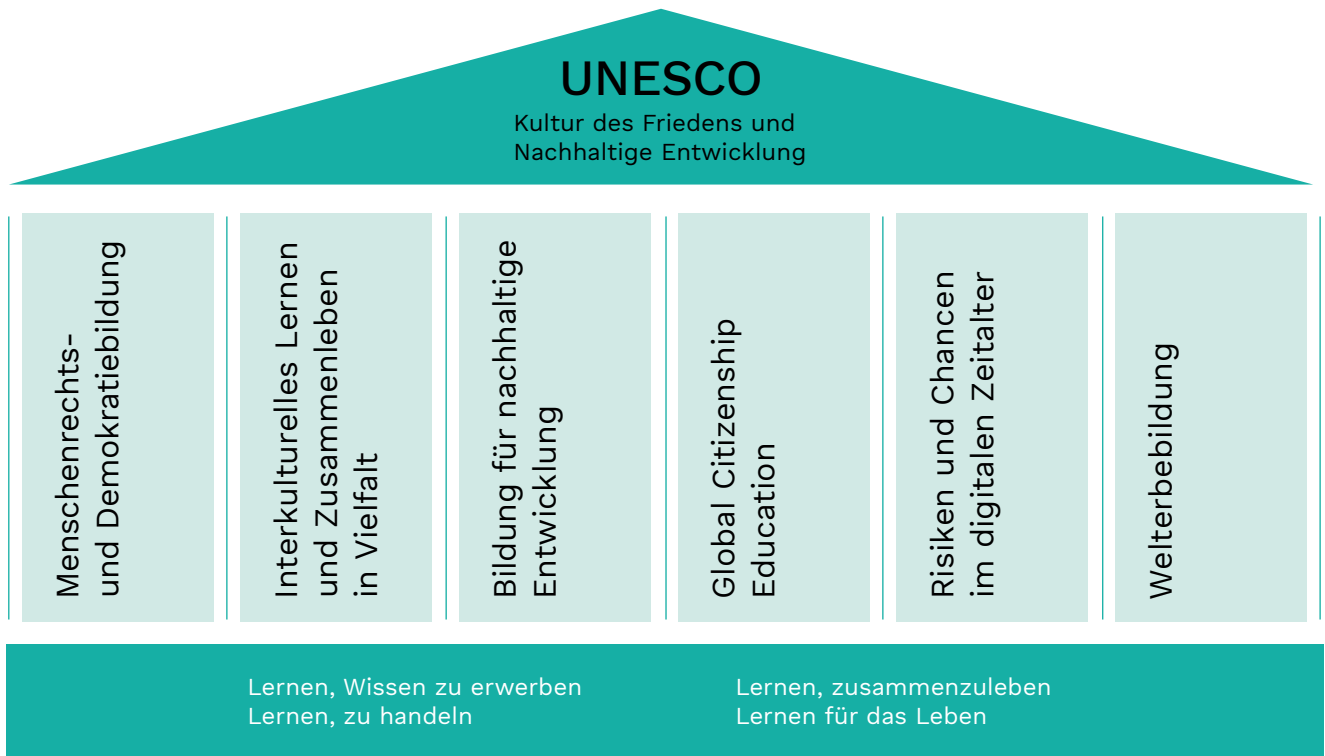 UNESCO
Kultur des Friedens und
Nachhaltige Entwicklung
Menschenrechts-
und Demokratiebildung
Interkulturelles Lernen
und Zusammenleben
in Vielfalt
Bildung für nachhaltige
Entwicklung
Global Citizenship
Education
Risiken und Chancen
im digitalen Zeitalter
Welterbebildung
Lernen, Wissen zu erwerben
Lernen, zu handeln
Lernen, zusammenzuleben
Lernen für das Leben